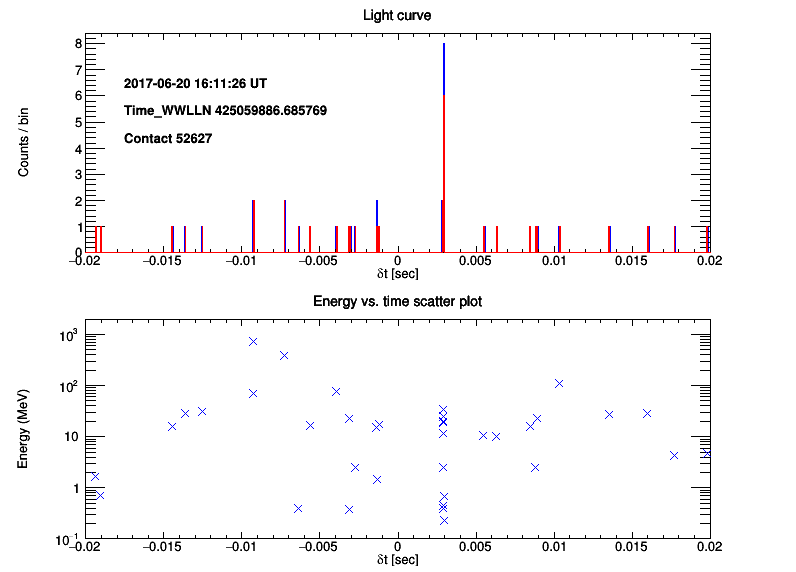 Light curve
Counts / bin
8
7
6
5
4
3
2
1
0
2017-06-20 16:11:26 UT
Time_WWLLN 425059886.685769
Contact 52627
−0.02 −0.015 −0.01 −0.005 0 0.005 0.01 0.015 0.02
δt [sec]
Energy vs. time scatter plot
Energy (MeV)
10³
10²
10
1
10⁻¹
−0.02 −0.015 −0.01 −0.005 0 0.005 0.01 0.015 0.02
δt [sec]